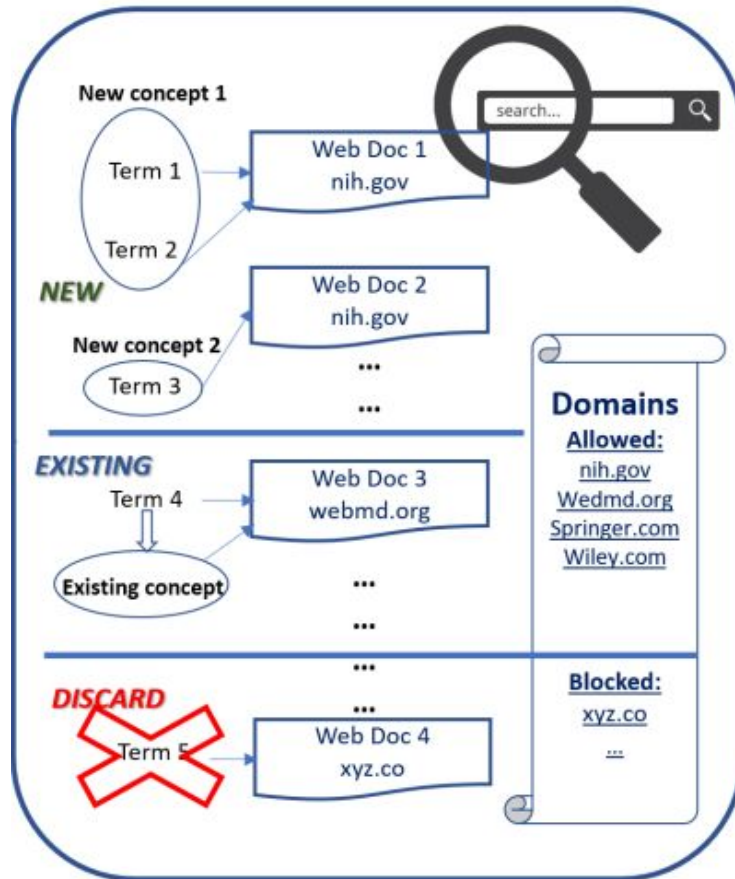 New concept 1
search...
Term 1
Web Doc 1
nih.gov
Term 2
NEW
Web Doc 2
nih.gov
New concept 2
Term 3
...
...
Domains
Allowed:
nih.gov
Wedmd.org
Springer.com
Wiley.com
EXISTING
Term 4
Web Doc 3
webmd.org
Existing concept
...
...
...
...
DISCARD
Term 5
Web Doc 4
xyz.co
Blocked:
xyz.co
...